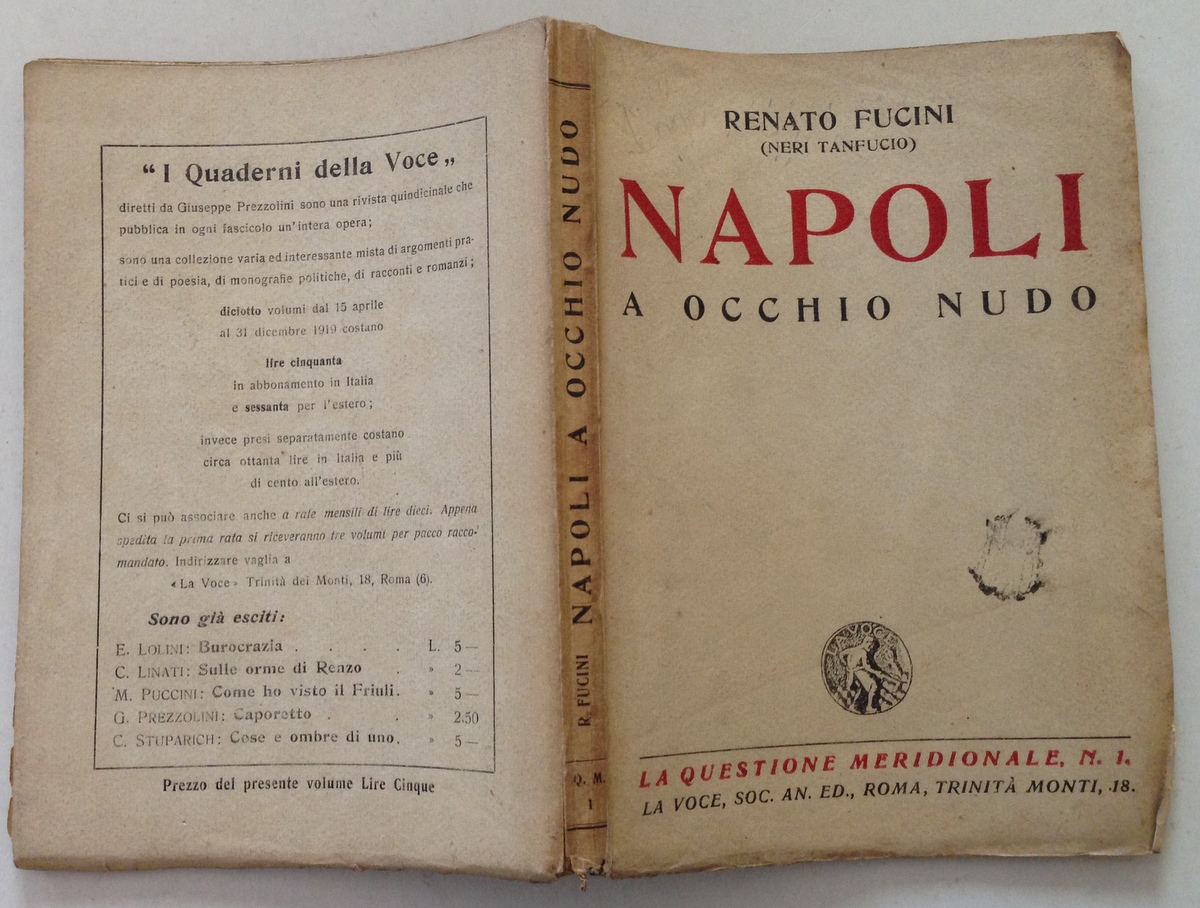 “ I Quaderni della Voce „
diretti da Giuseppe Prezzolini sono una rivista quindicinale che
pubblica in ogni fascicolo un'intera opera;
sono una collezione varia ed interessante mista di argomenti pra-
tici e di poesia, di monografie politiche, di racconti e romanzi;
diciotto volumi dal 15 aprile
al 31 dicembre 1919 costano
lire cinquanta
in abbonamento in Italia
e sessanta per l'estero;
invece presi separatamente costano
circa ottanta lire in Italia e più
di cento all'estero.
Ci si può associare anche a rate mensili di lire dieci. Appena
spedita la prima rata si riceveranno tre volumi per pacco racco-
mandato. Indirizzare vaglia a
« La Voce » Trinità dei Monti, 18, Roma (6).
Sono già esciti:
E. LOLINI: Burocrazia . . . . L. 5 —
C. LINATI: Sulle orme di Renzo . » 2 —
M. PUCCINI: Come ho visto il Friuli. » 5 —
G. PREZZOLINI: Caporetto . . » 2,50
C. STUPARICH: Cose e ombre di uno. » 5 —
Prezzo del presente volume Lire Cinque
R. FUCINI NAPOLI A OCCHIO NUDO
Q. M.
1
RENATO FUCINI
(NERI TANFUCIO)
NAPOLI
A OCCHIO NUDO
LA VOCE
LA QUESTIONE MERIDIONALE, N. 1.
LA VOCE, SOC. AN. ED., ROMA, TRINITÀ MONTI, 18.